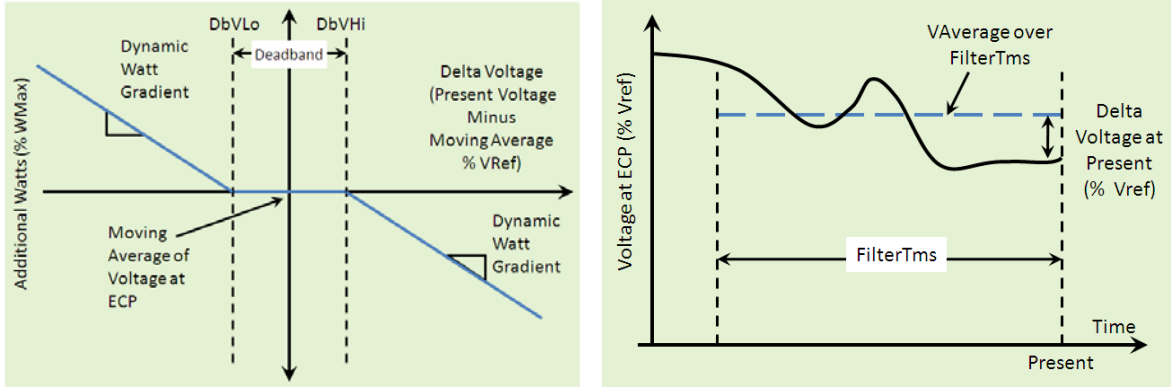 DbVLo
DbVHi
Deadband
Dynamic
Watt
Gradient
Delta Voltage
(Present Voltage
Minus
Moving Average
% VRef)
Additional Watts (% WMax)
Moving
Average of
Voltage at
ECP
Dynamic
Watt
Gradient
VAverage over
FilterTms
Voltage at ECP (% Vref)
Delta
Voltage at
Present
(% Vref)
FilterTms
Time
Present